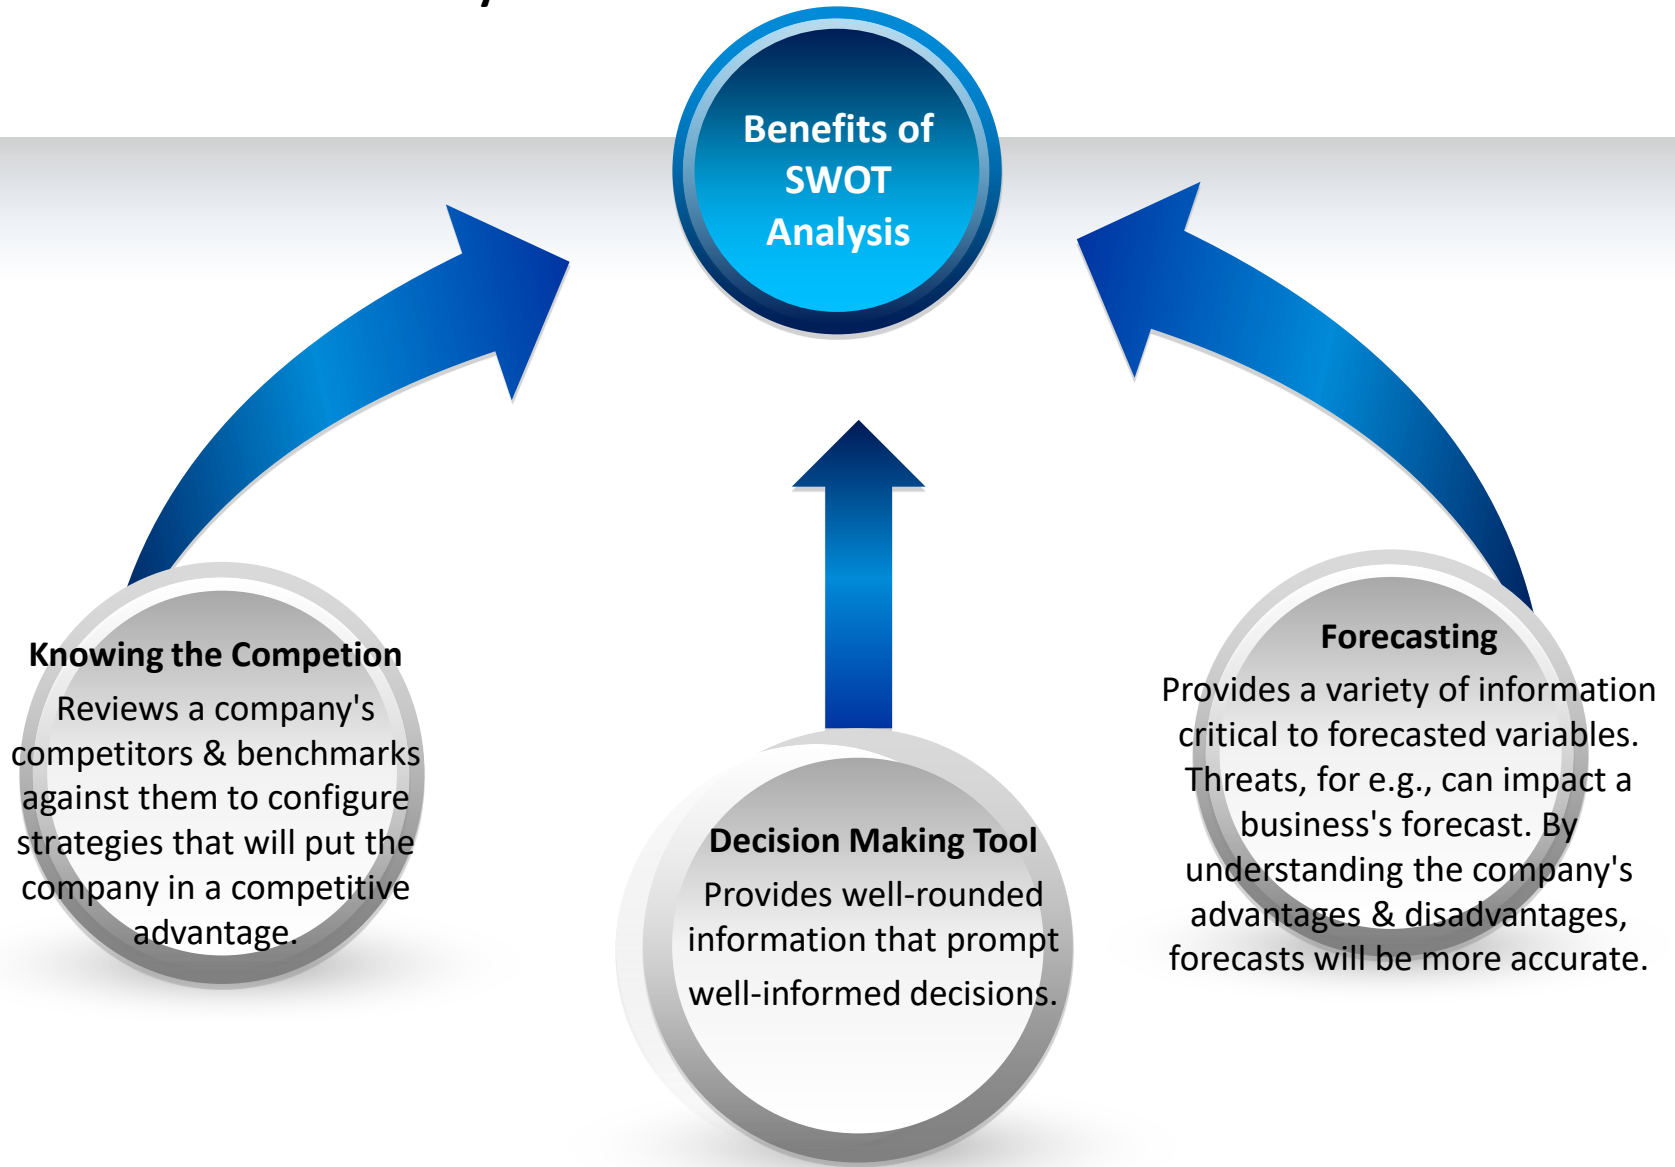 Benefits of
SWOT
Analysis
Knowing the Competion
Reviews a company's
competitors & benchmarks
against them to configure
strategies that will put the
company in a competitive
advantage.
Decision Making Tool
Provides well-rounded
information that prompt
well-informed decisions.
Forecasting
Provides a variety of information
critical to forecasted variables.
Threats, for e.g., can impact a
business's forecast. By
understanding the company's
advantages & disadvantages,
forecasts will be more accurate.